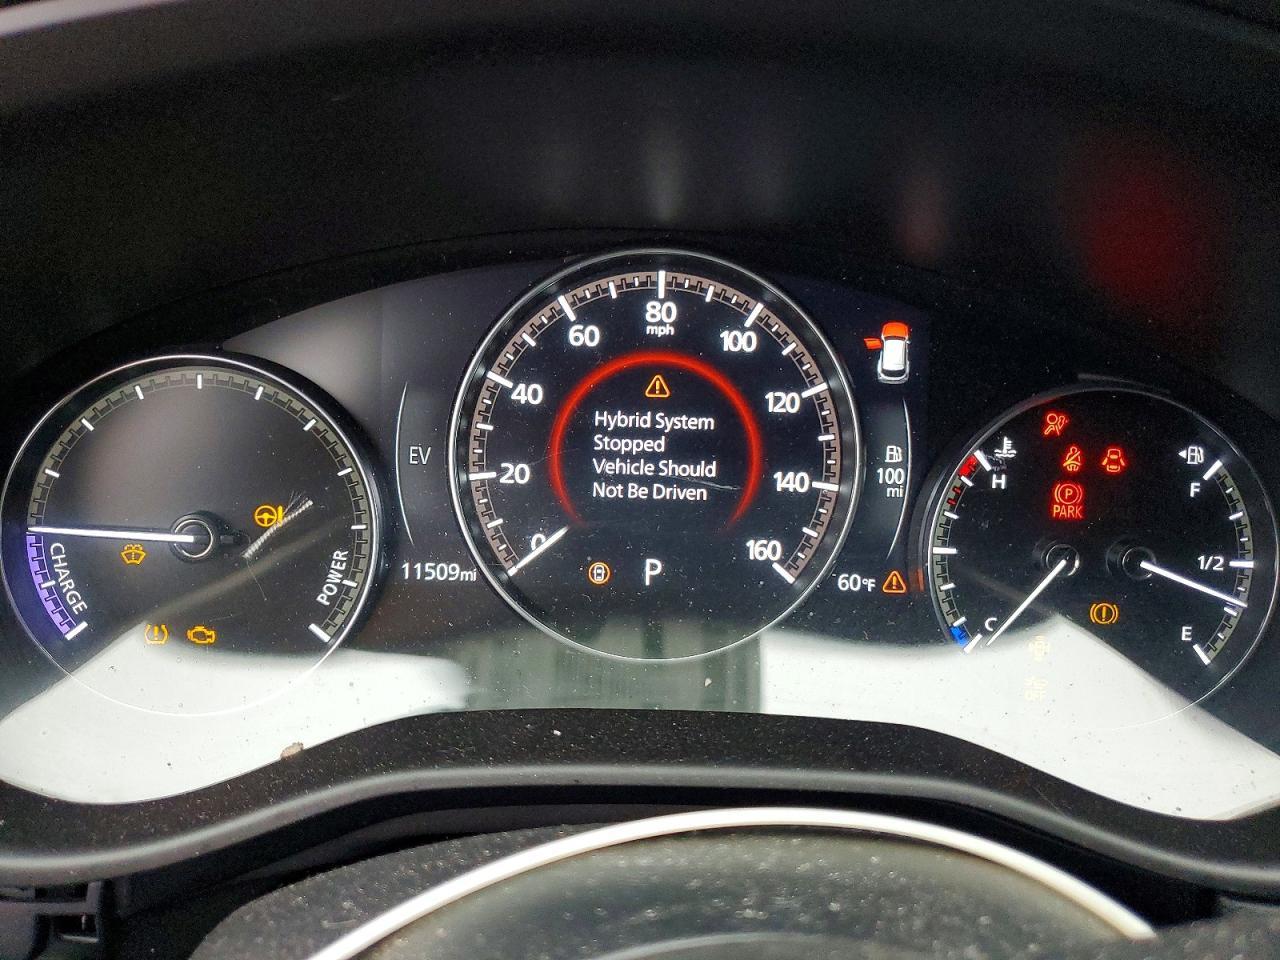 80
mph
60
100
40
120
20
140
0
160
Hybrid System
Stopped
Vehicle Should
Not Be Driven
P
EV
11509mi
100
mi
60°F
CHARGE
POWER
H
C
P
PARK
F
1/2
E